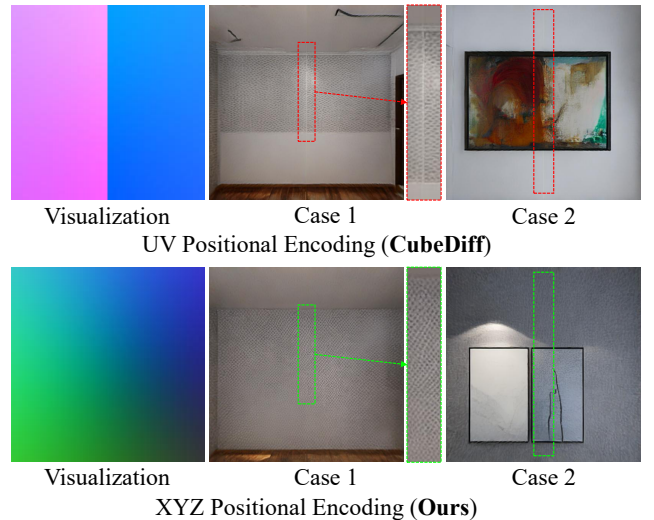 Visualization Case 1 Case 2
UV Positional Encoding (CubeDiff)
Visualization Case 1 Case 2
XYZ Positional Encoding (Ours)